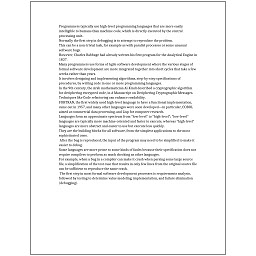 Programmers typically use high-level programming languages that are more easily
intelligible to humans than machine code, which is directly executed by the central
processing unit.
Normally the first step in debugging is to attempt to reproduce the problem.
This can be a non-trivial task, for example as with parallel processes or some unusual
software bugs.
However, Charles Babbage had already written his first program for the Analytical Engine in
1837.
Many programmers use forms of Agile software development where the various stages of
formal software development are more integrated together into short cycles that take a few
weeks rather than years.
It involves designing and implementing algorithms, step-by-step specifications of
procedures, by writing code in one or more programming languages.
In the 9th century, the Arab mathematician Al-Kindi described a cryptographic algorithm
for deciphering encrypted code, in A Manuscript on Deciphering Cryptographic Messages.
Techniques like Code refactoring can enhance readability.
FORTRAN, the first widely used high-level language to have a functional implementation,
came out in 1957, and many other languages were soon developed—in particular, COBOL
aimed at commercial data processing, and Lisp for computer research.
Languages form an approximate spectrum from "low-level" to "high-level"; "low-level"
languages are typically more machine-oriented and faster to execute, whereas "high-level"
languages are more abstract and easier to use but execute less quickly.
They are the building blocks for all software, from the simplest applications to the most
sophisticated ones.
After the bug is reproduced, the input of the program may need to be simplified to make it
easier to debug.
Some languages are more prone to some kinds of faults because their specification does not
require compilers to perform as much checking as other languages.
For example, when a bug in a compiler can make it crash when parsing some large source
file, a simplification of the test case that results in only few lines from the original source file
can be sufficient to reproduce the same crash.
The first step in most formal software development processes is requirements analysis,
followed by testing to determine value modeling, implementation, and failure elimination
(debugging).